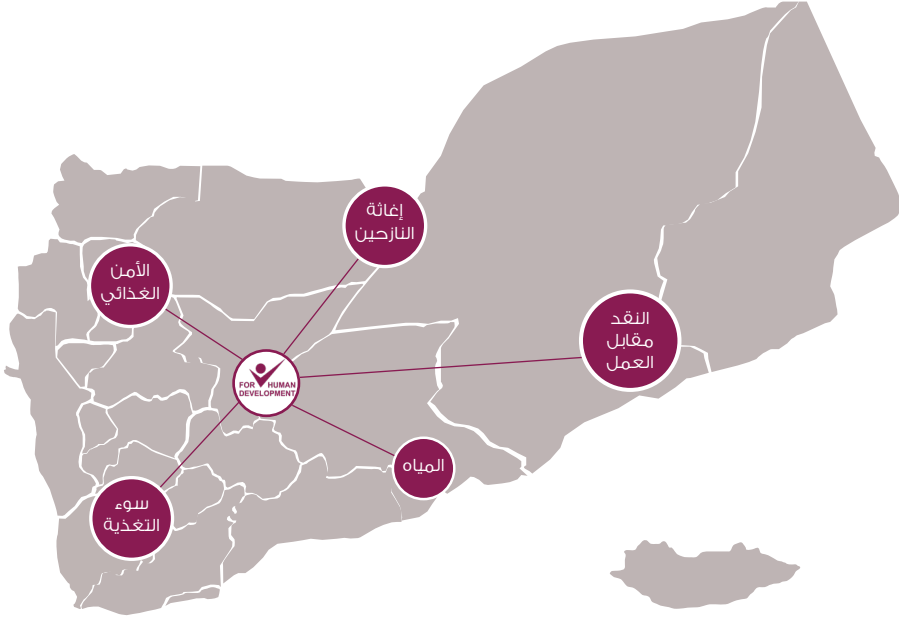 إغاثة
النازحين
الأمن
الغذائي
النقد
مقابل
العمل
FOR HUMAN
DEVELOPMENT
المياه
سوء
التغذية